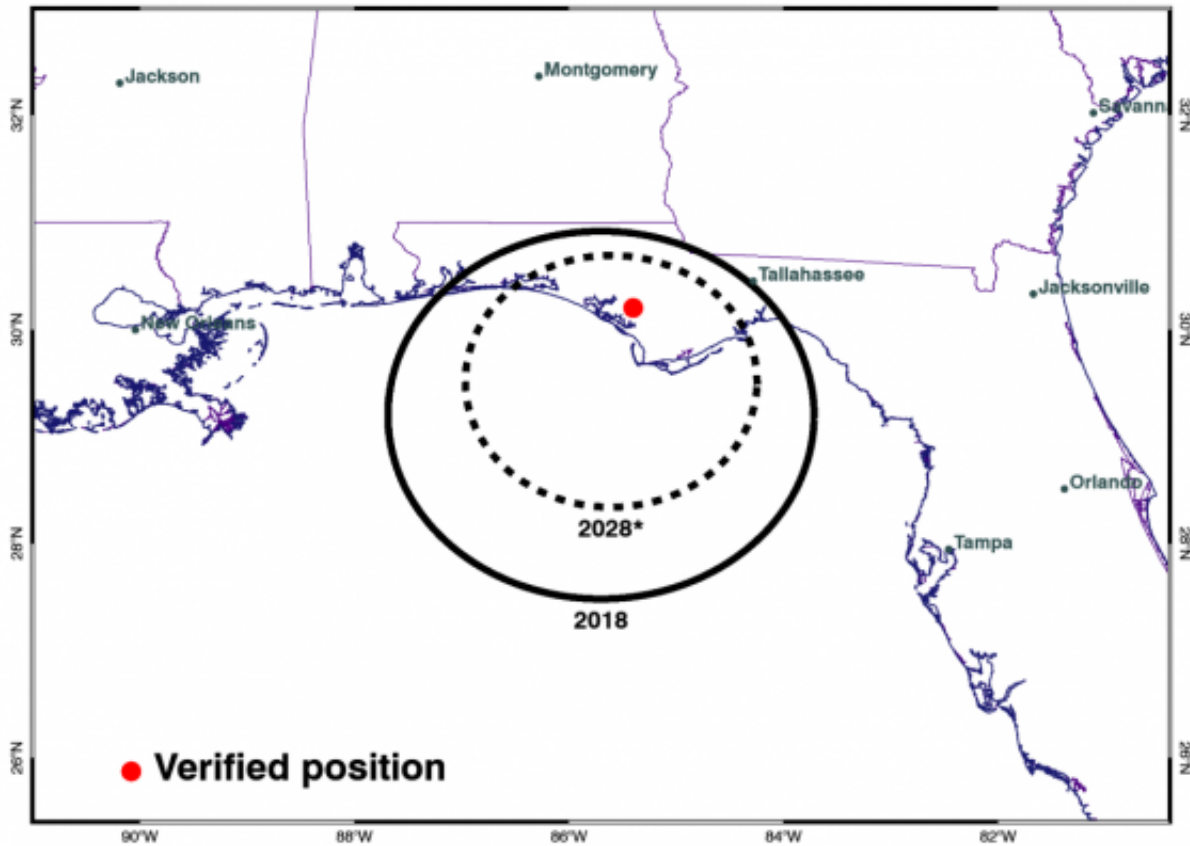 Jackson
Montgomery
Savann
32°N
32°N
Tallahassee
Jacksonville
New Orleans
30°N
30°N
Orlando
2028*
Tampa
28°N
28°N
2018
Verified position
26°N
26°N
90°W
88°W
86°W
84°W
82°W